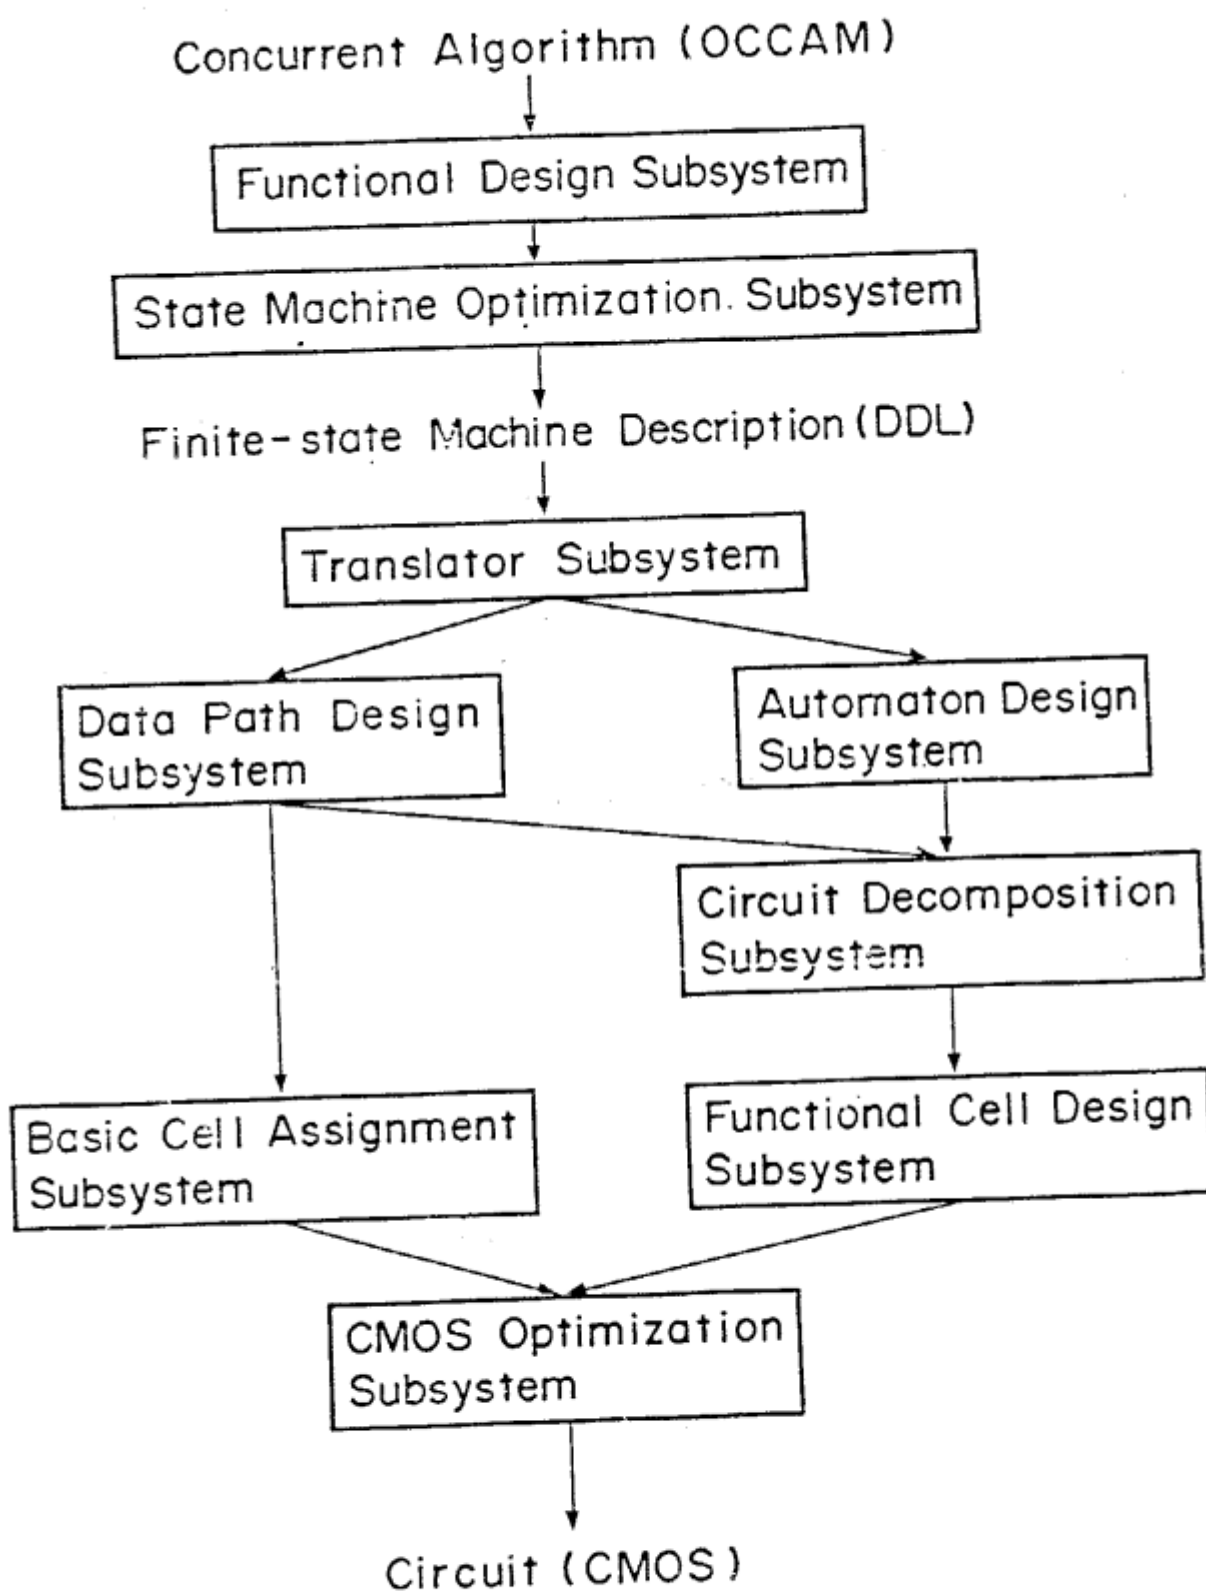 Concurrent Algorithm (OCCAM)
Functional Design Subsystem
State Machine Optimization. Subsystem
Finite-state Machine Description (DDL)
Translator Subsystem
Data Path Design
Subsystem
Automaton Design
Subsystem
Circuit Decomposition
Subsystem
Basic Cell Assignment
Subsystem
Functional Cell Design
Subsystem
CMOS Optimization
Subsystem
Circuit (CMOS)